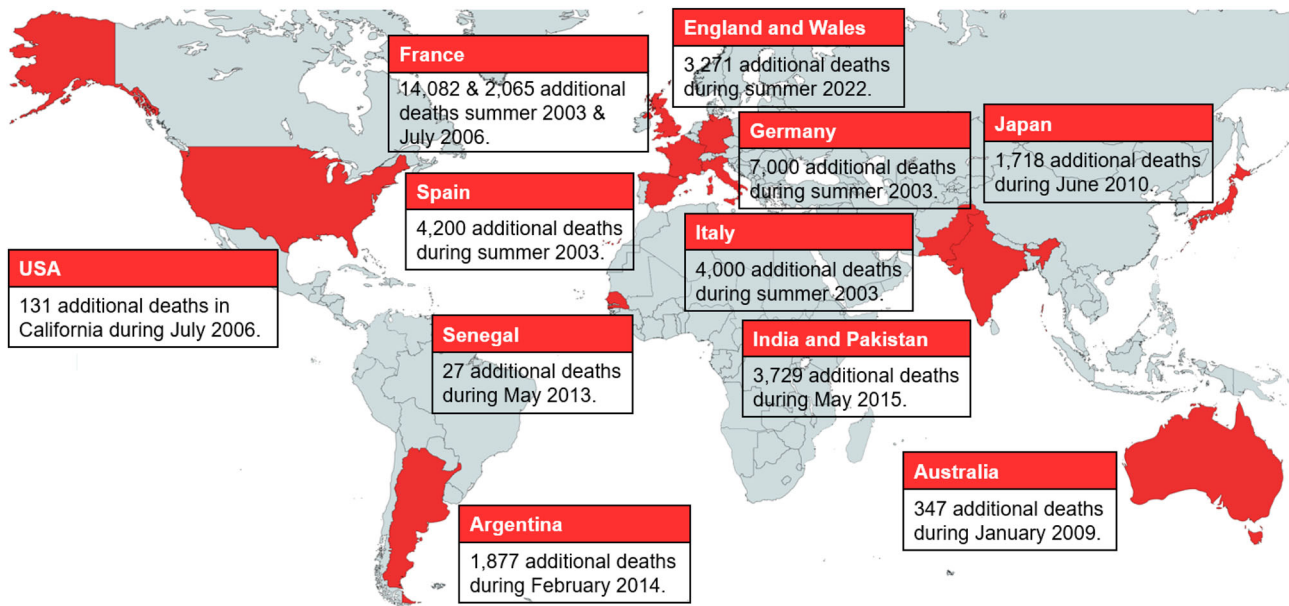 England and Wales
3,271 additional deaths
during summer 2022.
France
14,082 & 2,065 additional
deaths summer 2003 &
July 2006.
Germany
7,000 additional deaths
during summer 2003.
Japan
1,718 additional deaths
during June 2010.
Spain
4,200 additional deaths
during summer 2003.
Italy
4,000 additional deaths
during summer 2003.
USA
131 additional deaths in
California during July 2006.
Senegal
27 additional deaths
during May 2013.
India and Pakistan
3,729 additional deaths
during May 2015.
Australia
347 additional deaths
during January 2009.
Argentina
1,877 additional deaths
during February 2014.